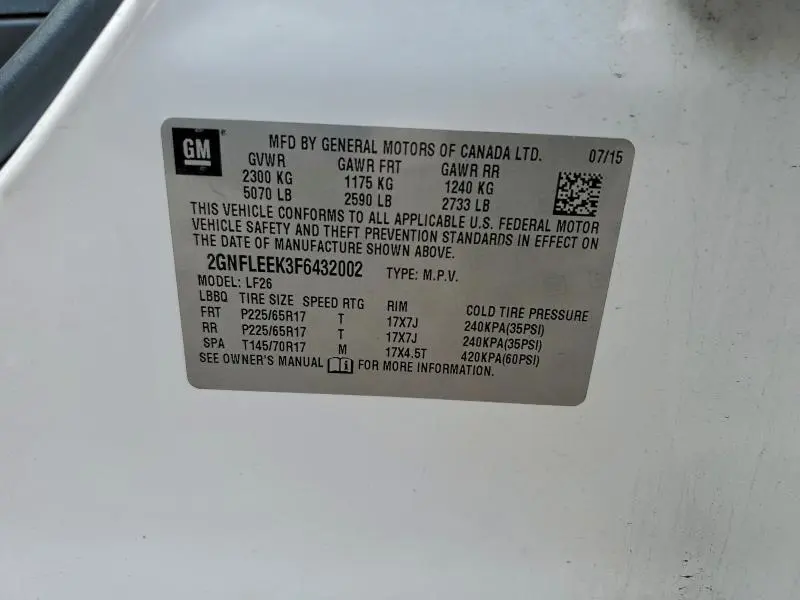 GM ® MFD BY GENERAL MOTORS OF CANADA LTD. 07/15
GVWR GAWR FRT GAWR RR
2300 KG 1175 KG 1240 KG
5070 LB 2590 LB 2733 LB
THIS VEHICLE CONFORMS TO ALL APPLICABLE U.S. FEDERAL MOTOR
VEHICLE SAFETY AND THEFT PREVENTION STANDARDS IN EFFECT ON
THE DATE OF MANUFACTURE SHOWN ABOVE.
2GNFLEEK3F6432002 TYPE: M.P.V.
MODEL: LF26
LBBQ TIRE SIZE SPEED RTG RIM COLD TIRE PRESSURE
FRT P225/65R17 T 17X7J 240KPA(35PSI)
RR P225/65R17 T 17X7J 240KPA(35PSI)
SPA T145/70R17 M 17X4.5T 420KPA(60PSI)
SEE OWNER'S MANUAL i FOR MORE INFORMATION.